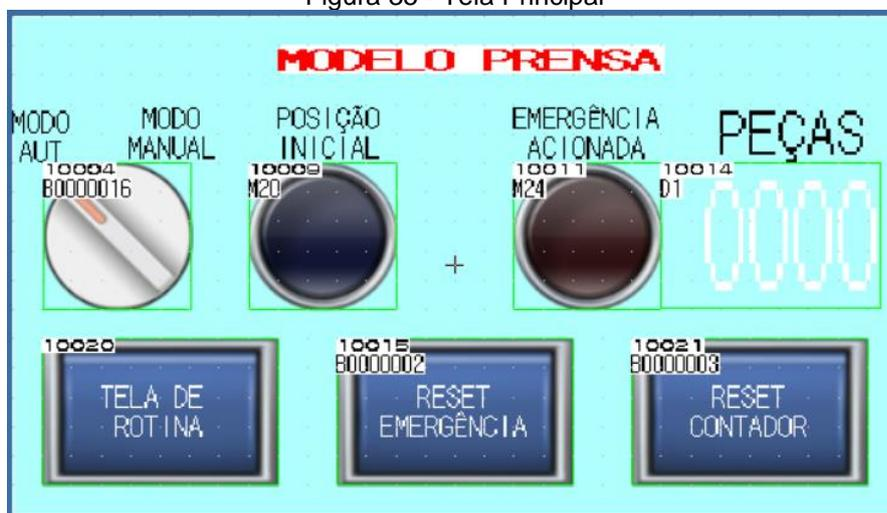 Figura 33 - Tela Principal
MODELO PRENSA
MODO AUT
MODO MANUAL
POSIÇÃO INICIAL
EMERGÊNCIA ACIONADA
PEÇAS
10004
B0000016
10009
M20
10011
M24
10014
D1
0000
10020
TELA DE
ROTINA
10015
B0000002
RESET
EMERGÊNCIA
10021
B0000003
RESET
CONTADOR